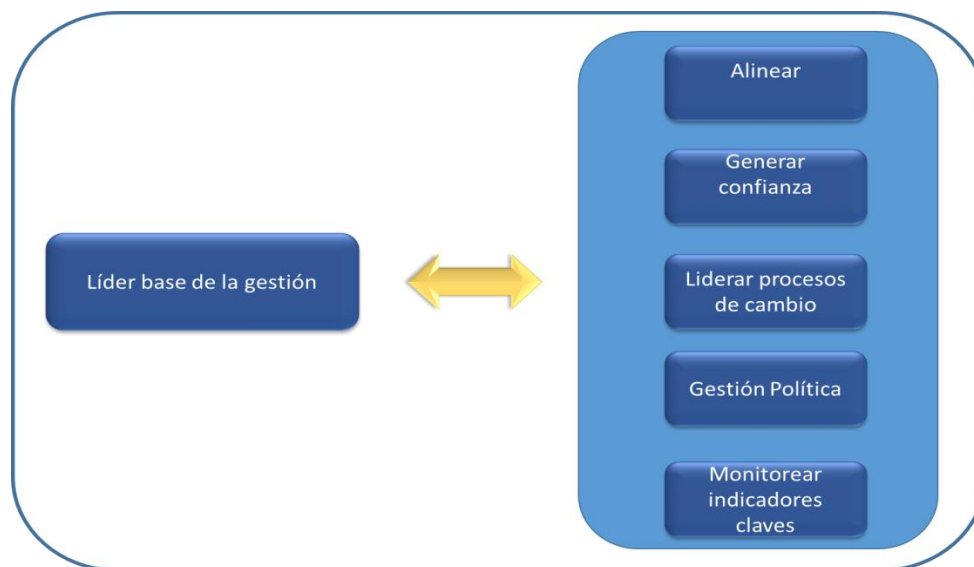 Alinear
Generar
confianza
Líder base de la gestión
Liderar procesos
de cambio
Gestión Política
Monitorear
indicadores
claves